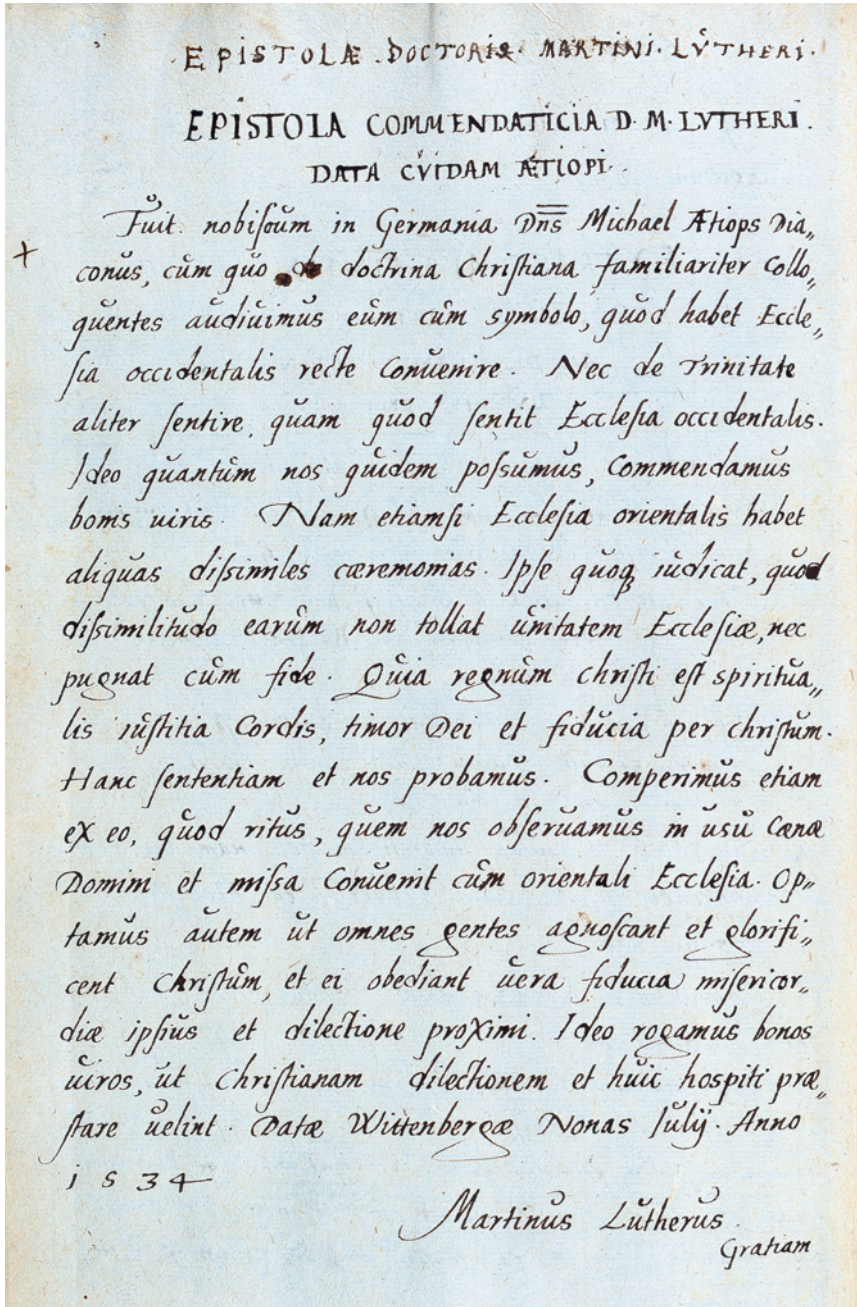 EPISTOLÆ DOCTORIS. MARTINI. LVTHERI.
EPISTOLA COMMENDATICIA D. M. LVTHERI.
DATA CVIDAM ÆTIOPI.
Fuit nobiſcum in Germania Dn̄s Michael Ætiops Dia„
conus, cum quo de doctrina Chriſtiana familiariter Collo„
quentes audiuimus eum cum symbolo, quod habet Eccle„
ſia occidentalis recte Conuenire. Nec de Trinitate
aliter ſentire, quam quod ſentit Eccleſia occidentalis.
Ideo quantum nos quidem poſsumus, Commendamus
bonis uiris. Nam etiamſi Eccleſia orientalis habet
aliquas diſsimiles cæremonias. Ipſe quoq; iudicat, quod
diſsimilitudo earum non tollat unitatem Eccleſiæ, nec
pugnat cum fide. Quia regnum Chriſti eſt spiritua„
lis iuſtitia Cordis, timor Dei et fiducia per chriſtum.
Hanc ſententiam et nos probamus. Comperimus etiam
ex eo, quod ritus, quem nos obſeruamus in usu Cœnæ
Domini et miſsa Conuenit cum orientali Eccleſia. Op„
tamus autem ut omnes gentes agnoſcant et glorifi„
cent Chriſtum, et ei obediant uera fiducia miſericor„
diæ ipſius et dilectione proximi. Ideo rogamus bonos
uiros, ut Chriſtianam dilectionem et huic hospiti præ„
ſtare uelint. Datæ Wittenbergæ Nonas Iulij. Anno
1534
Martinus Lutherus.
Gratiam